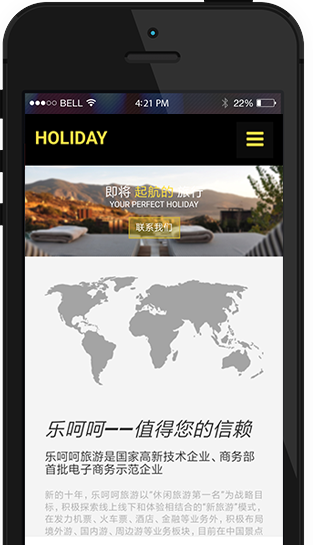 BELL 4:21 PM 22%
HOLIDAY
即将 起航的 旅行
YOUR PERFECT HOLIDAY
联系我们
乐呵呵——值得您的信赖
乐呵呵旅游是国家高新技术企业、商务部
首批电子商务示范企业
新的十年，乐呵呵旅游以“休闲旅游第一名”为战略目
标，积极探索线上线下和体验相结合的“新旅游”模式，
在发力机票、火车票、酒店、金融等业务外，积极布局
境外游、国内游、周边游等业务板块，目前在中国景点